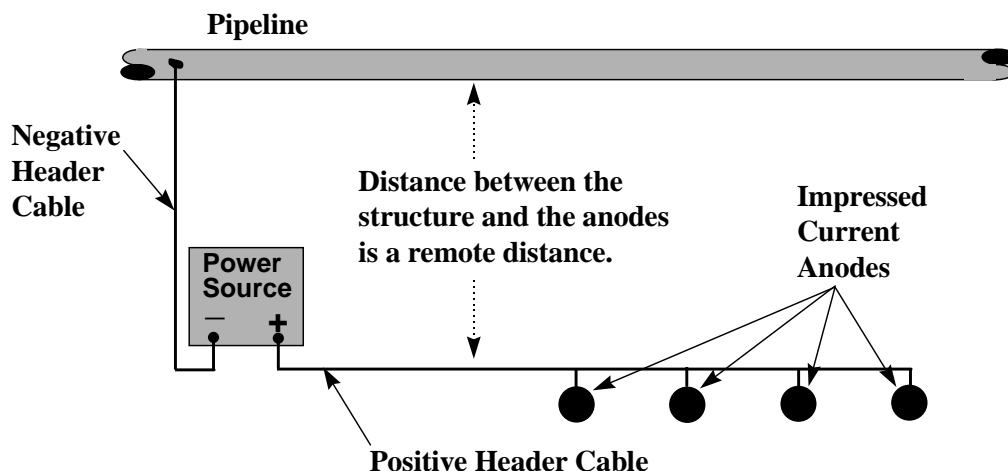 Pipeline
Negative
Header
Cable
Distance between the
structure and the anodes
is a remote distance.
Impressed
Current
Anodes
Power
Source
– +
Positive Header Cable